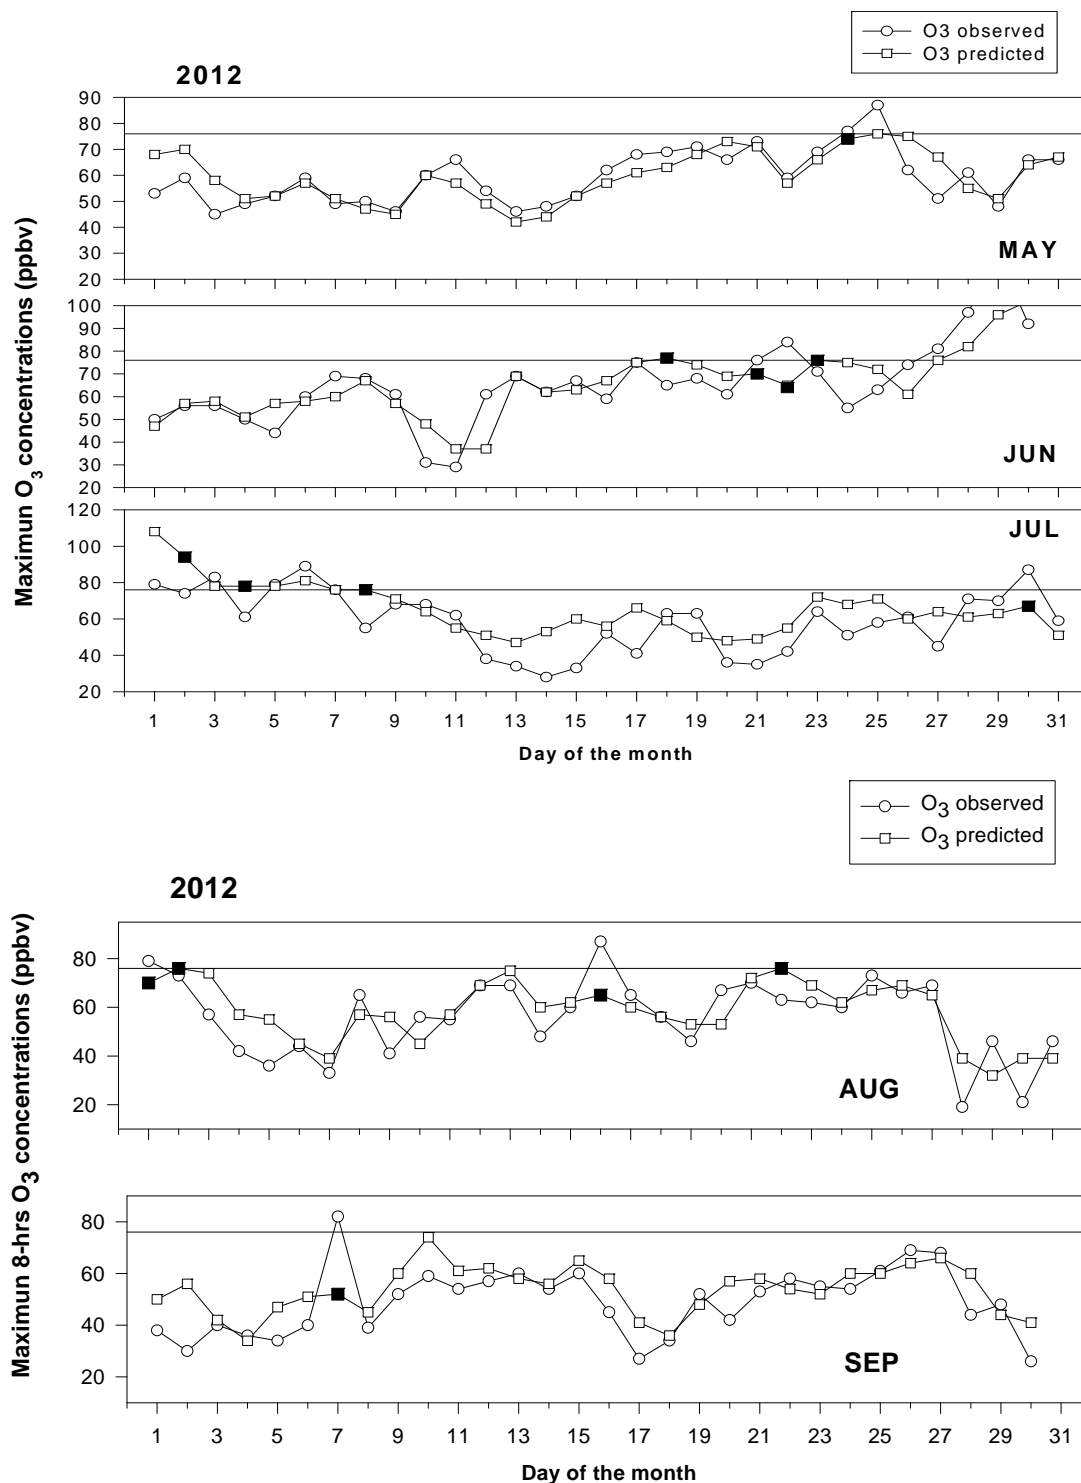 O3 observed
O3 predicted
2012
Maximun O3 concentrations (ppbv)
90
80
70
60
50
40
30
20
MAY
100
90
80
70
60
50
40
30
20
JUN
120
100
80
60
40
20
JUL
1 3 5 7 9 11 13 15 17 19 21 23 25 27 29 31
Day of the month
O3 observed
O3 predicted
2012
Maximun 8-hrs O3 concentrations (ppbv)
80
60
40
20
AUG
80
60
40
20
SEP
1 3 5 7 9 11 13 15 17 19 21 23 25 27 29 31
Day of the month